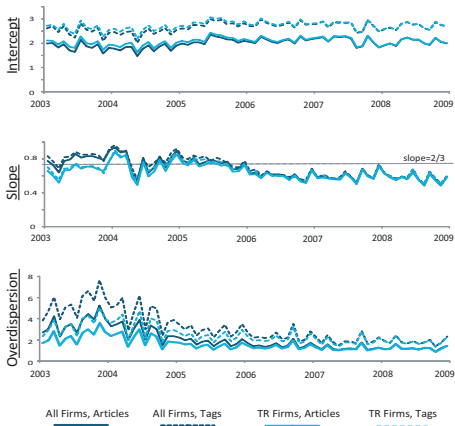 Intercept
3
2
1
0
2003 2004 2005 2006 2007 2008 2009
Slope
0.8
0.4
0
slope=2/3
2003 2004 2005 2006 2007 2008 2009
Overdispersion
8
6
4
2
0
2003 2004 2005 2006 2007 2008 2009
All Firms, Articles All Firms, Tags TR Firms, Articles TR Firms, Tags